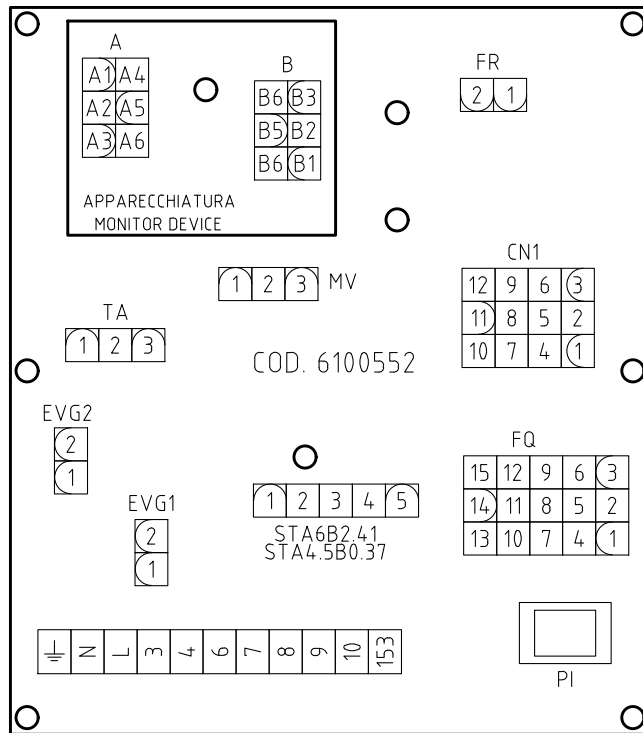 A
A1 A4
A2 A5
A3 A6
B
B6 B3
B5 B2
B6 B1
APPARECCHIATURA
MONITOR DEVICE
FR
2 1
MV
1 2 3
CN1
12 9 6 3
11 8 5 2
10 7 4 1
TA
1 2 3
COD. 6100552
EVG2
2
1
EVG1
2
1
1 2 3 4 5
STA6B2.41
STA4.5B0.37
FQ
15 12 9 6 3
14 11 8 5 2
13 10 7 4 1
N L 3 4 6 7 8 9 10 153
PI